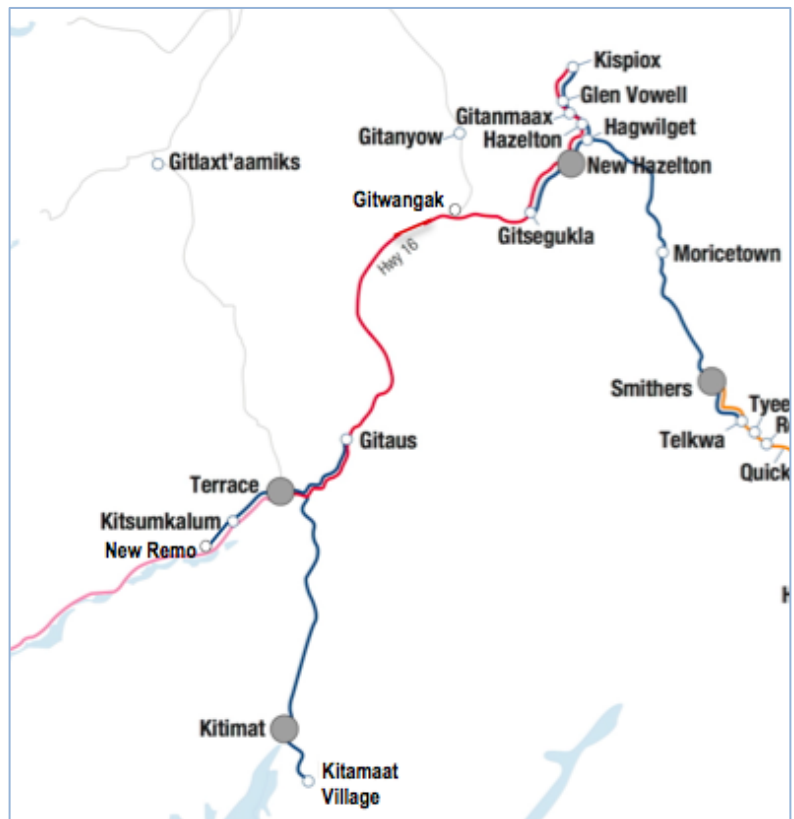 Kispiox
Glen Vowell
Gitanmaax
Hagwilget
Gitanyow
Hazelton
Gitlaxt'aamiks
New Hazelton
Gitwangak
Gitsegukla
Hwy 16
Moricetown
Smithers
Telkwa
Gitaus
Terrace
Kitsumkalum
New Remo
Kitimat
Kitamaat
Village